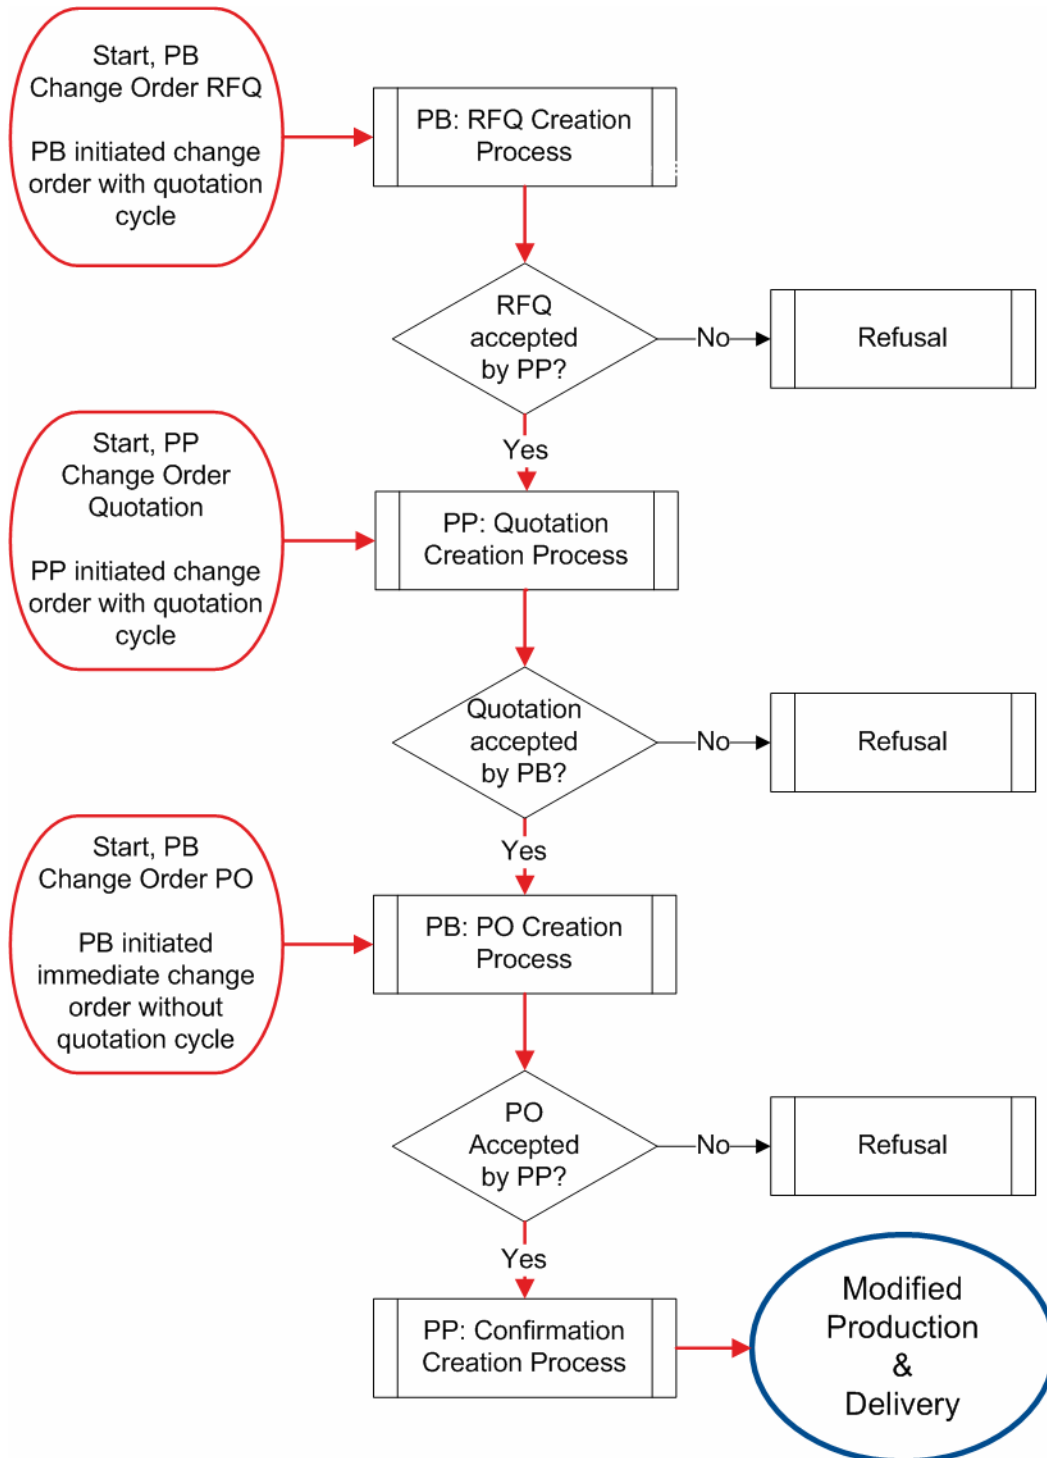 Start, PB
Change Order RFQ
PB initiated change
order with quotation
cycle
PB: RFQ Creation
Process
RFQ
accepted
by PP?
No
Refusal
Yes
Start, PP
Change Order
Quotation
PP initiated change
order with quotation
cycle
PP: Quotation
Creation Process
Quotation
accepted
by PB?
No
Refusal
Yes
Start, PB
Change Order PO
PB initiated
immediate change
order without
quotation cycle
PB: PO Creation
Process
PO
Accepted
by PP?
No
Refusal
Yes
PP: Confirmation
Creation Process
Modified
Production
&
Delivery